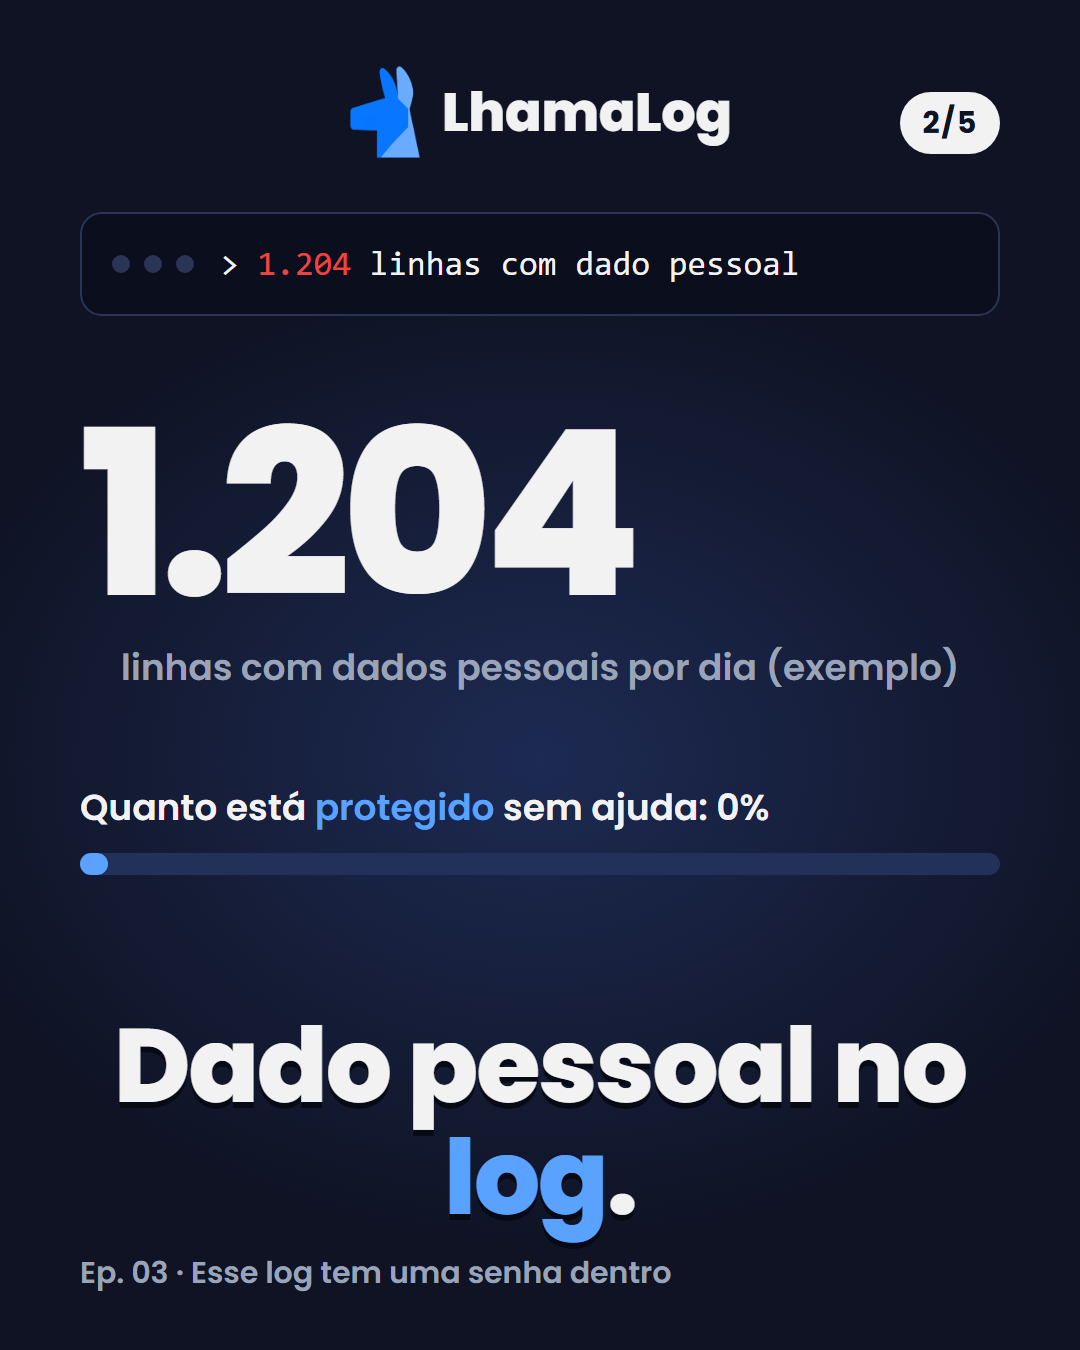 LhamaLog
2/5
> 1.204 linhas com dado pessoal
1.204
linhas com dados pessoais por dia (exemplo)
Quanto está protegido sem ajuda: 0%
Dado pessoal no
log.
Ep. 03 · Esse log tem uma senha dentro